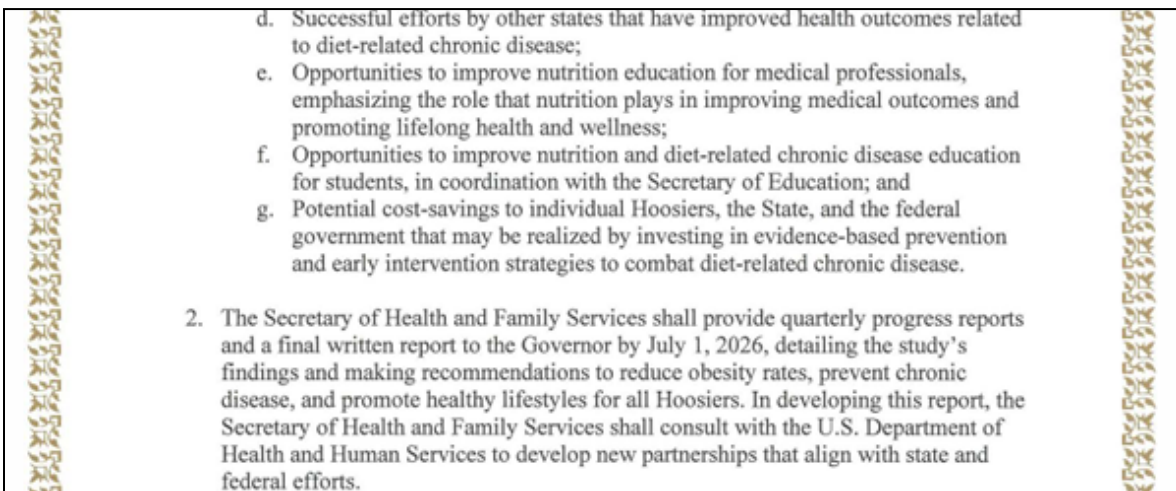 d. Successful efforts by other states that have improved health outcomes related
to diet-related chronic disease;
e. Opportunities to improve nutrition education for medical professionals,
emphasizing the role that nutrition plays in improving medical outcomes and
promoting lifelong health and wellness;
f. Opportunities to improve nutrition and diet-related chronic disease education
for students, in coordination with the Secretary of Education; and
g. Potential cost-savings to individual Hoosiers, the State, and the federal
government that may be realized by investing in evidence-based prevention
and early intervention strategies to combat diet-related chronic disease.
2. The Secretary of Health and Family Services shall provide quarterly progress reports
and a final written report to the Governor by July 1, 2026, detailing the study’s
findings and making recommendations to reduce obesity rates, prevent chronic
disease, and promote healthy lifestyles for all Hoosiers. In developing this report, the
Secretary of Health and Family Services shall consult with the U.S. Department of
Health and Human Services to develop new partnerships that align with state and
federal efforts.